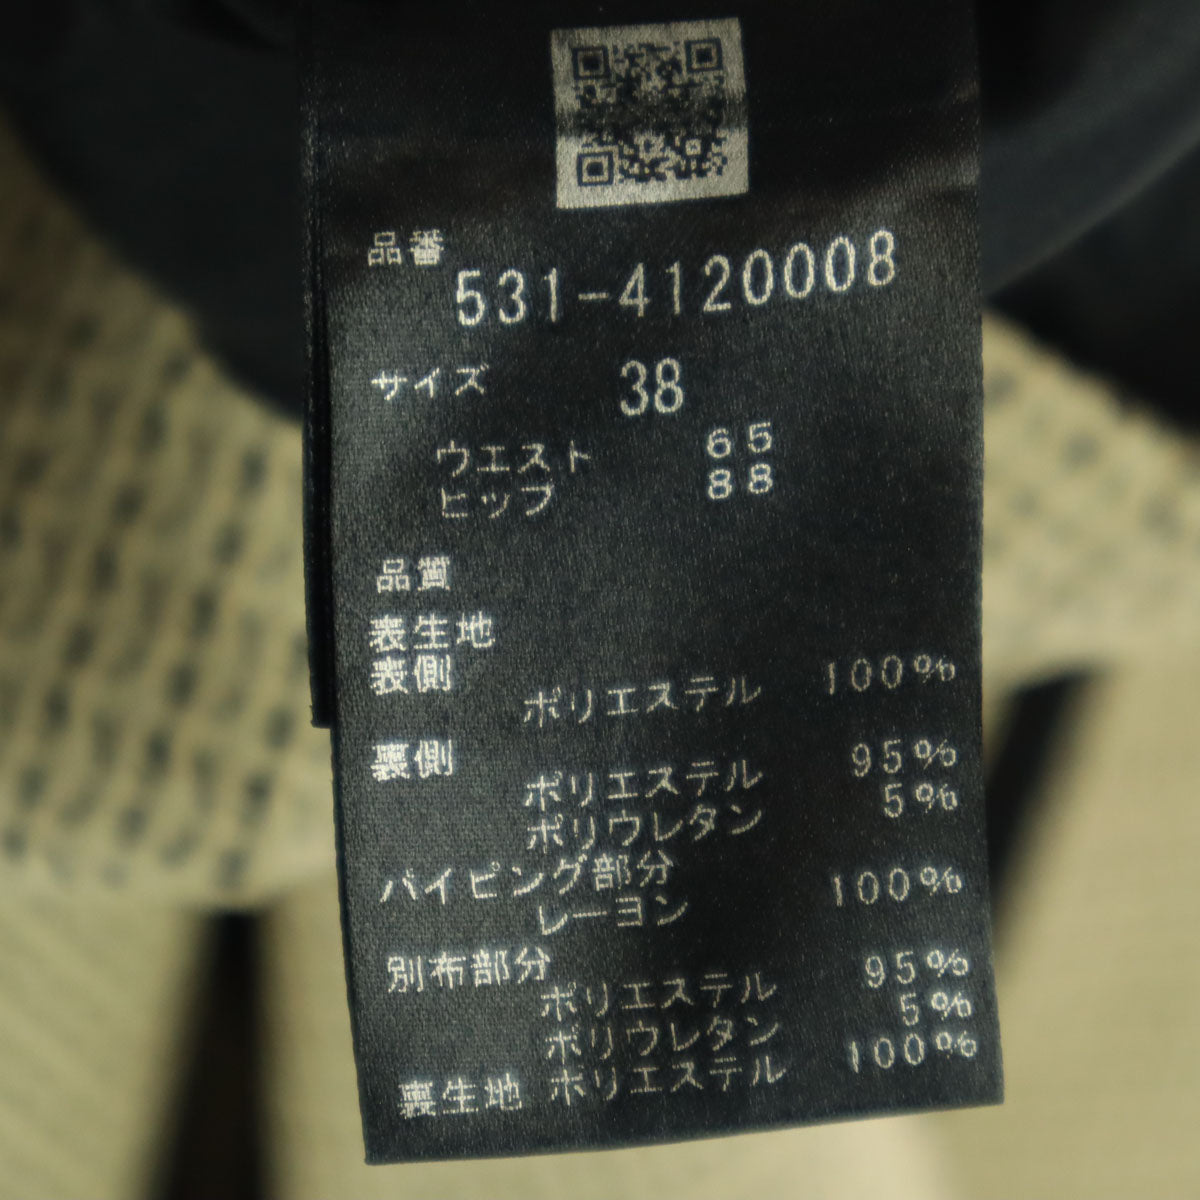 品番 531-4120008
サイズ 38
ウエスト 65
ヒップ 88
品質
表生地
表側
ポリエステル 100%
裏側
ポリエステル 95%
ポリウレタン 5%
パイピング部分
レーヨン 100%
別布部分
ポリエステル 95%
ポリウレタン 5%
裏生地 ポリエステル 100%